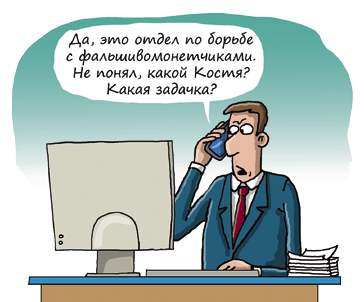 Да, это отдел по борьбе
с фальшивомонетчиками.
Не понял, какой Костя?
Какая задачка?